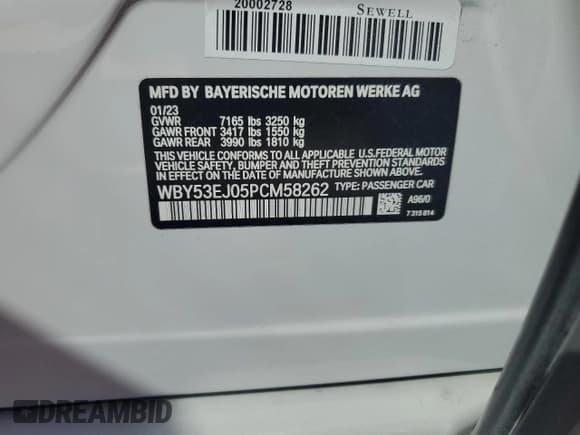 20002728 SEWELL
MFD BY BAYERISCHE MOTOREN WERKE AG
01/23
GVWR 7165 lbs 3250 kg
GAWR FRONT 3417 lbs 1550 kg
GAWR REAR 3990 lbs 1810 kg
THIS VEHICLE CONFORMS TO ALL APPLICABLE U.S.FEDERAL MOTOR
VEHICLE SAFETY, BUMPER, AND THEFT PREVENTION STANDARDS
IN EFFECT ON THE DATE OF MANUFACTURE SHOWN ABOVE.
WBY53EJ05PCM58262 TYPE: PASSENGER CAR
A96/0
7 315 814
DREAMBID